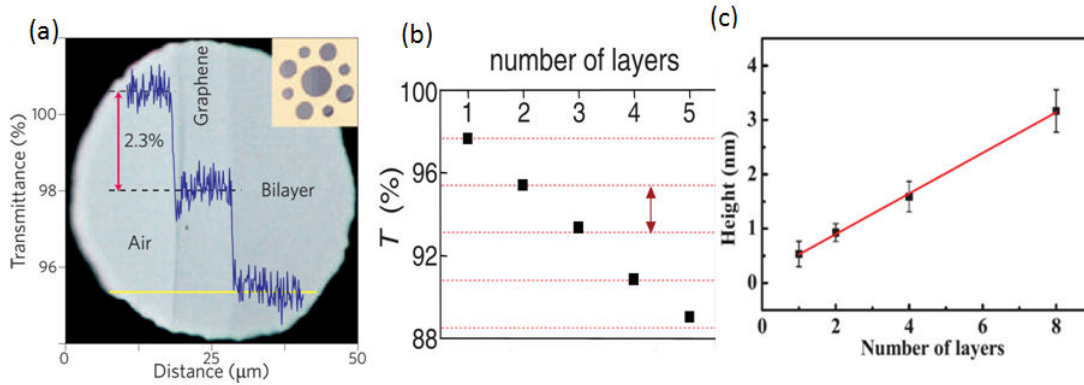 (a)
Transmittance (%)
100
98
96
2.3%
Graphene
Air
Bilayer
0
25
50
Distance (µm)
(b)
number of layers
1 2 3 4 5
T (%)
100
96
92
88
(c)
Height (nm)
4
3
2
1
0
0 2 4 6 8
Number of layers